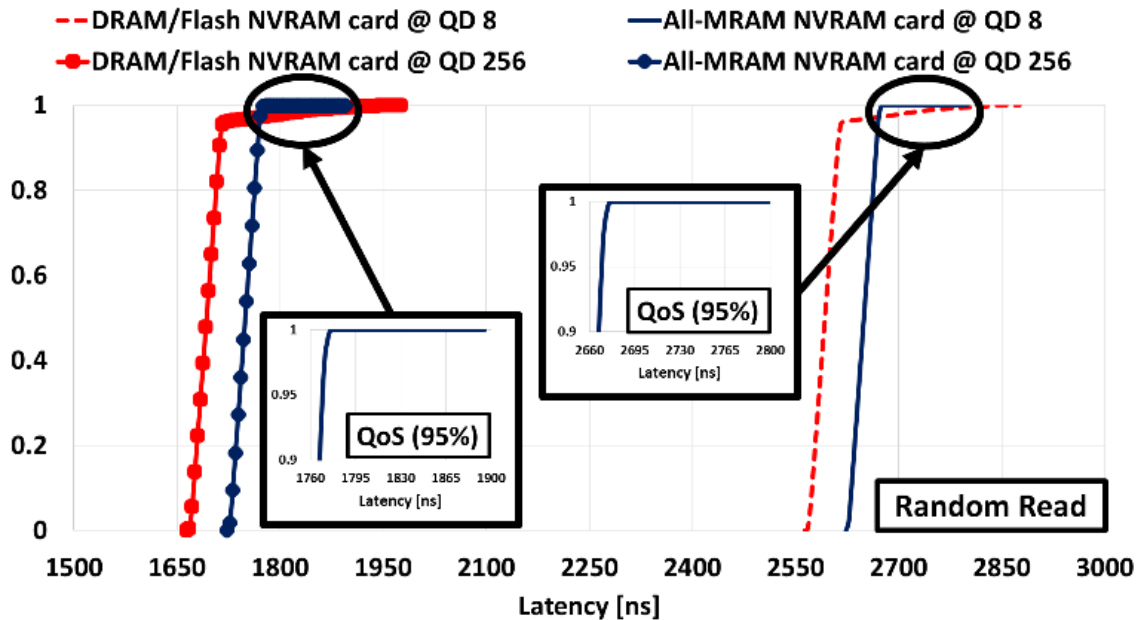 DRAM/Flash NVRAM card @ QD 8
All-MRAM NVRAM card @ QD 8
DRAM/Flash NVRAM card @ QD 256
All-MRAM NVRAM card @ QD 256
1
0.8
0.6
0.4
0.2
0
1
0.95
0.9
QoS (95%)
2660 2695 2730 2765 2800
Latency [ns]
1
0.95
0.9
QoS (95%)
1760 1795 1830 1865 1900
Latency [ns]
Random Read
1500 1650 1800 1950 2100 2250 2400 2550 2700 2850 3000
Latency [ns]